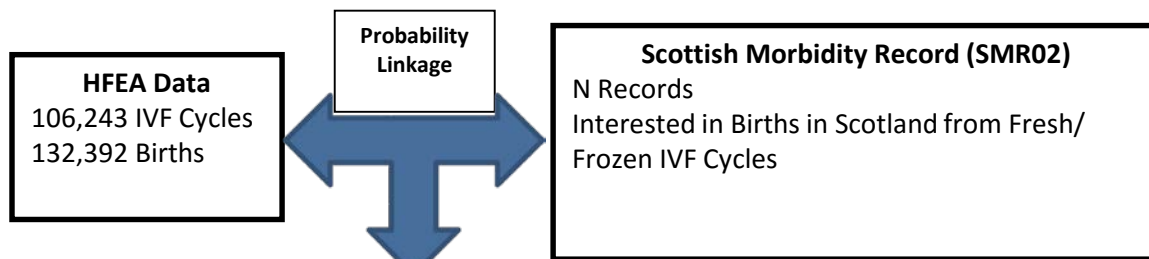 HFEA Data
106,243 IVF Cycles
132,392 Births
Probability
Linkage
Scottish Morbidity Record (SMR02)
N Records
Interested in Births in Scotland from Fresh/
Frozen IVF Cycles